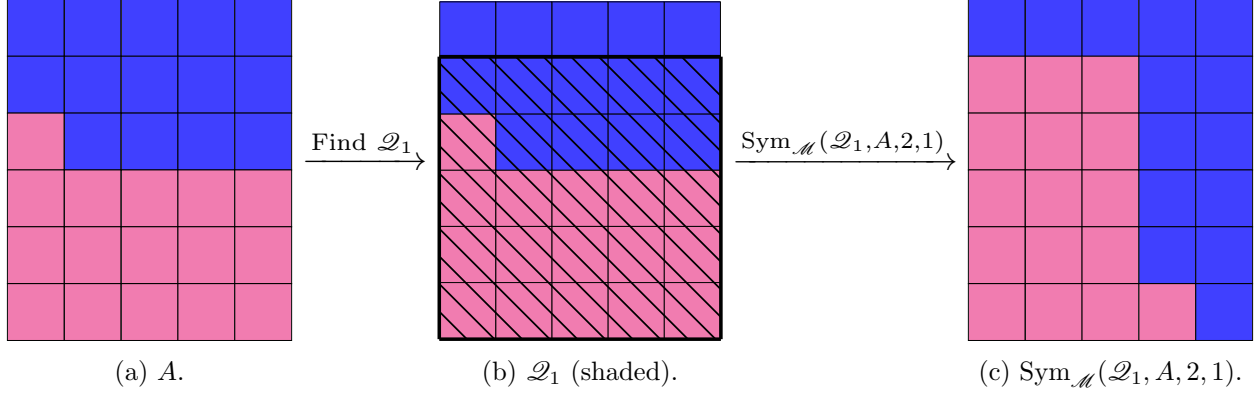 Find 𝒬₁
Sym_ℳ(𝒬₁,A,2,1)
(a) A.
(b) 𝒬₁ (shaded).
(c) Sym_ℳ(𝒬₁, A, 2, 1).